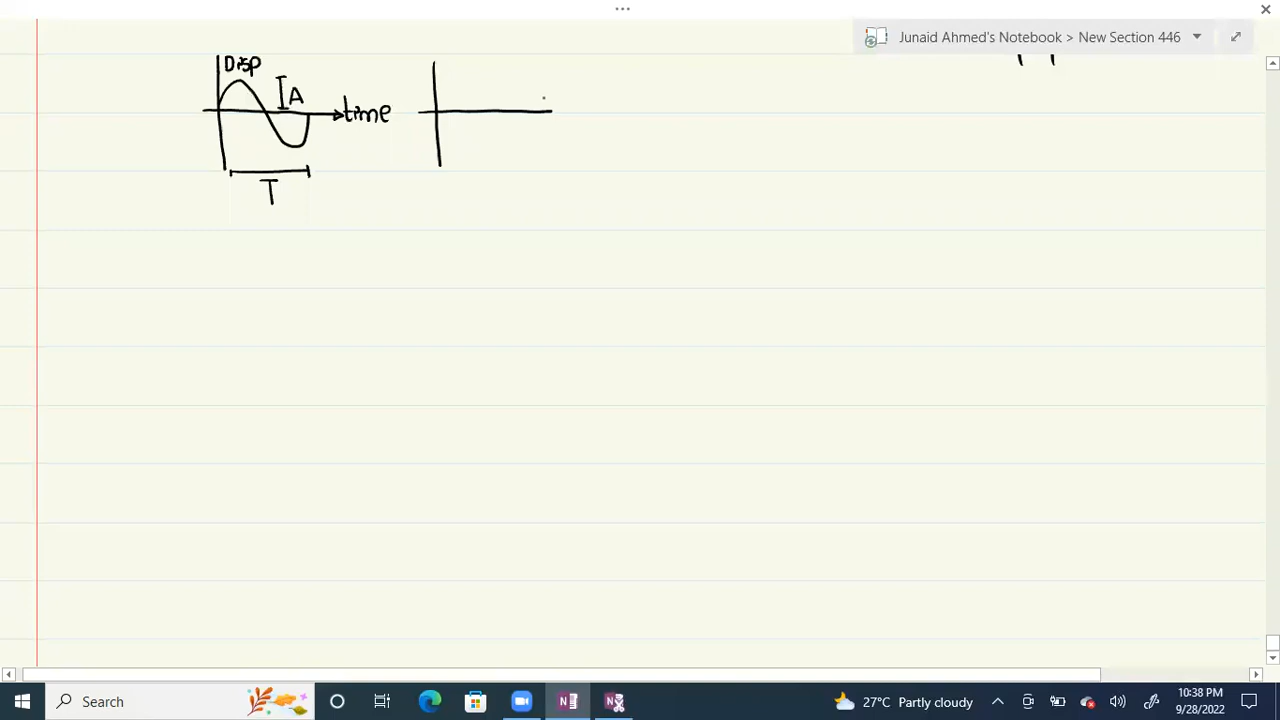 Junaid Ahmed's Notebook > New Section 446
Disp
A
time
T
Search
27°C Partly cloudy
10:38 PM
9/28/2022